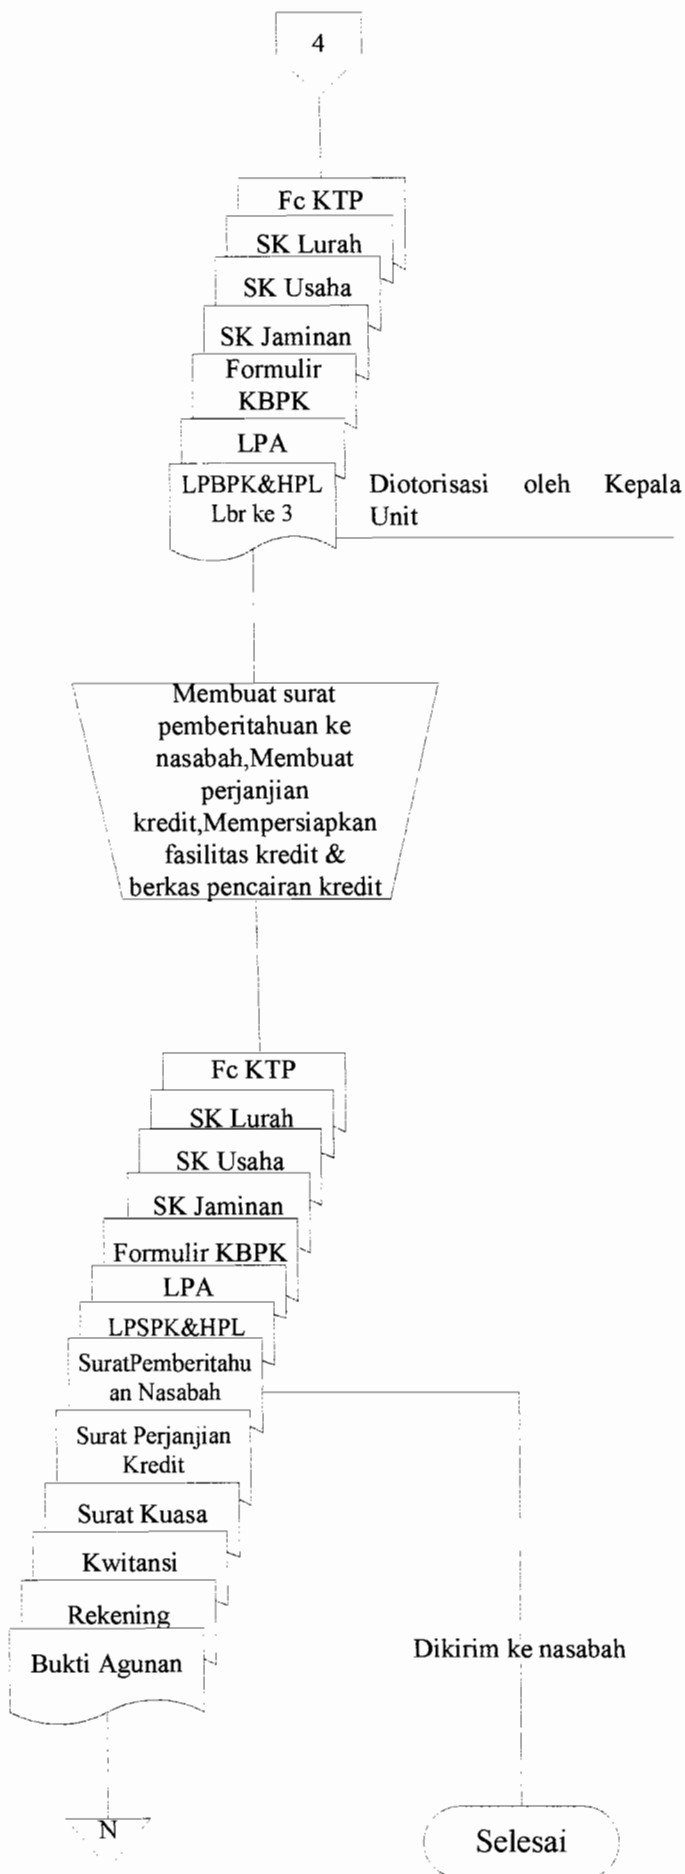 4
Fc KTP
SK Lurah
SK Usaha
SK Jaminan
Formulir
KBPK
LPA
LPBPK&HPL
Lbr ke 3
Diotorisasi oleh Kepala
Unit
Membuat surat
pemberitahuan ke
nasabah,Membuat
perjanjian
kredit,Mempersiapkan
fasilitas kredit &
berkas pencairan kredit
Fc KTP
SK Lurah
SK Usaha
SK Jaminan
Formulir KBPK
LPA
LPSPK&HPL
SuratPemberitahu
an Nasabah
Surat Perjanjian
Kredit
Surat Kuasa
Kwitansi
Rekening
Bukti Agunan
Dikirim ke nasabah
N
Selesai